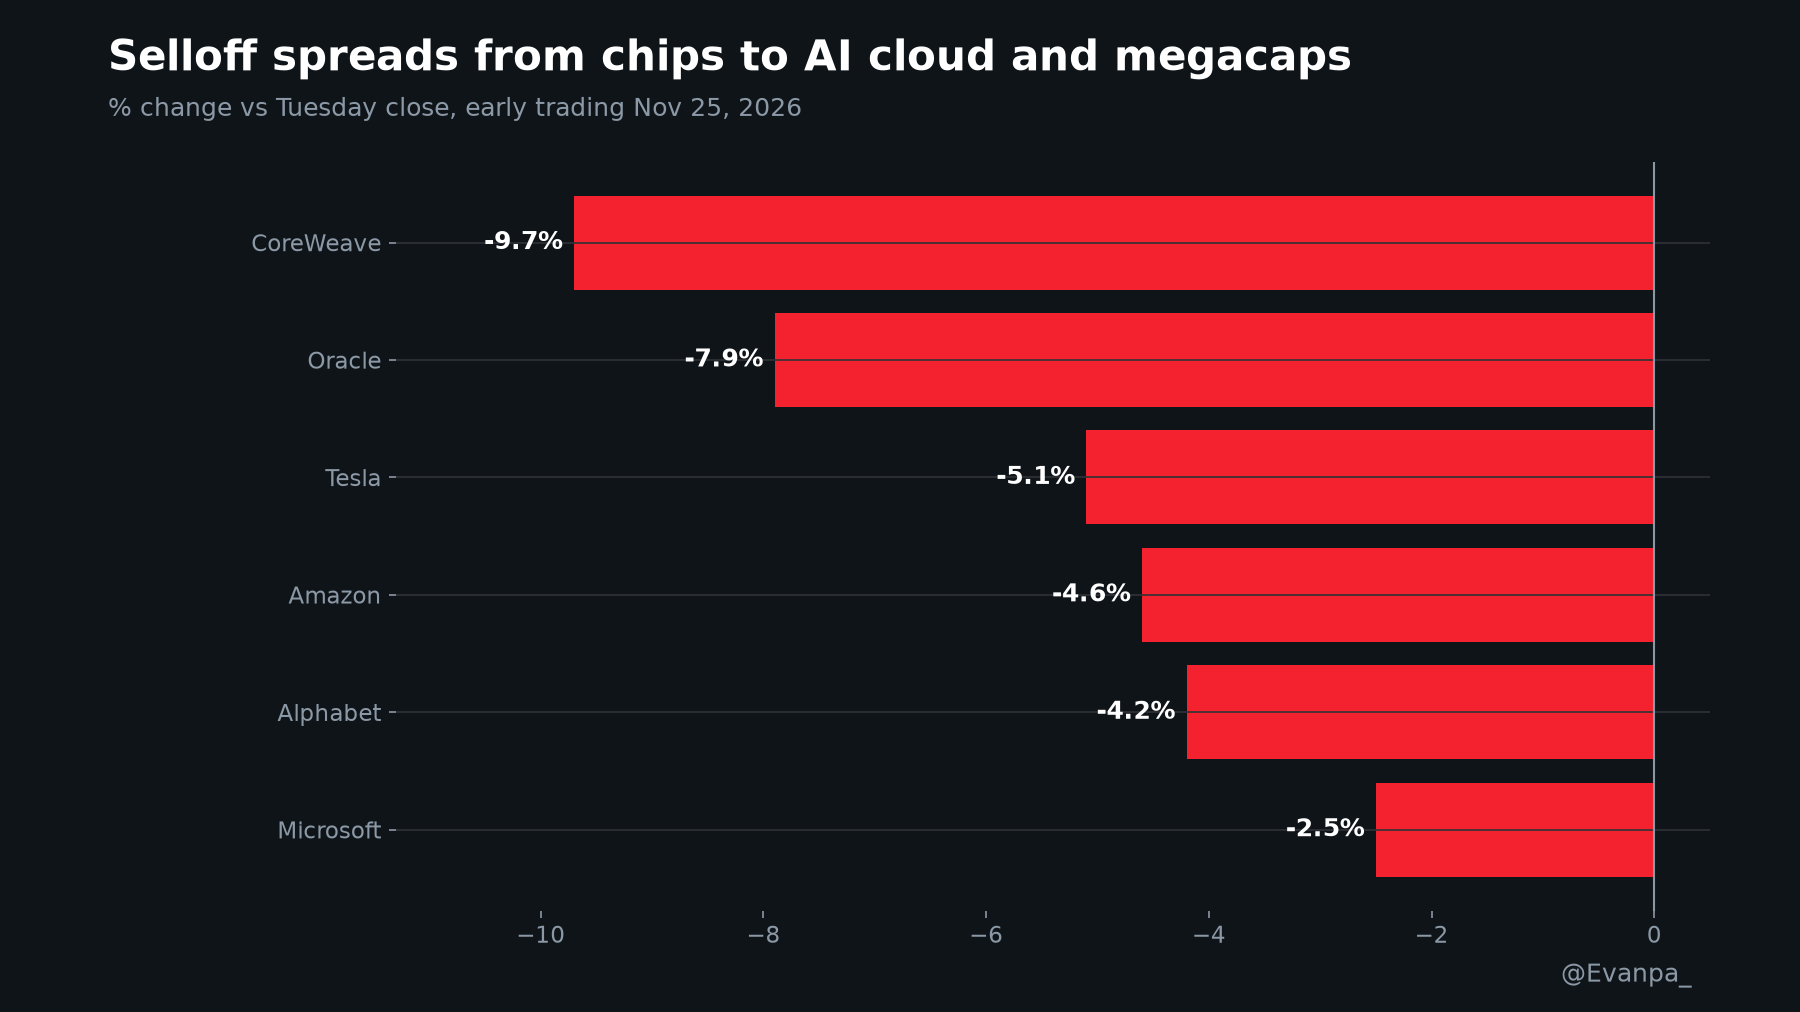 Selloff spreads from chips to AI cloud and megacaps
% change vs Tuesday close, early trading Nov 25, 2026
CoreWeave -9.7%
Oracle -7.9%
Tesla -5.1%
Amazon -4.6%
Alphabet -4.2%
Microsoft -2.5%
−10 −8 −6 −4 −2 0
@Evanpa_